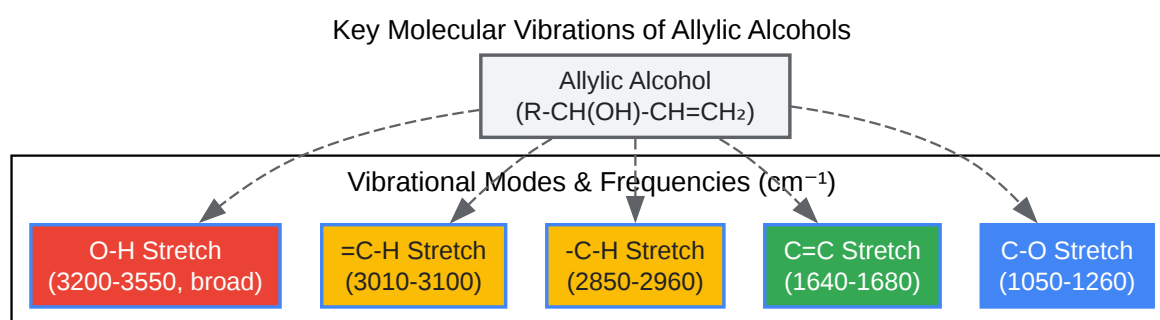 Key Molecular Vibrations of Allylic Alcohols
Allylic Alcohol
(R-CH(OH)-CH=CH₂)
Vibrational Modes & Frequencies (cm⁻¹)
O-H Stretch
(3200-3550, broad)
=C-H Stretch
(3010-3100)
-C-H Stretch
(2850-2960)
C=C Stretch
(1640-1680)
C-O Stretch
(1050-1260)